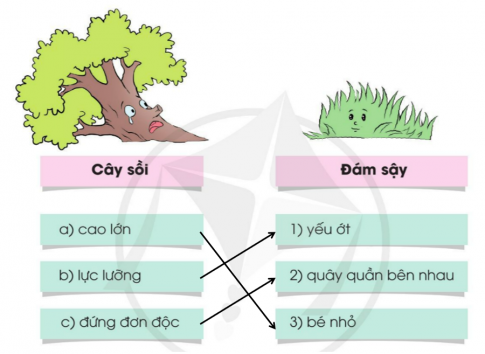 Cây sồi
Đám sậy
a) cao lớn
1) yếu ớt
b) lực lưỡng
2) quây quần bên nhau
c) đứng đơn độc
3) bé nhỏ